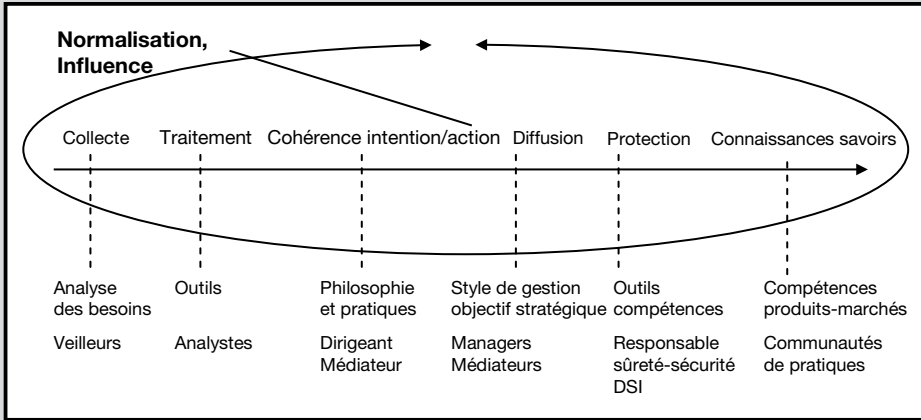 Normalisation,
Influence
Collecte Traitement Cohérence intention/action Diffusion Protection Connaissances savoirs
Analyse
des besoins
Outils
Philosophie
et pratiques
Style de gestion
objectif stratégique
Outils
compétences
Compétences
produits-marchés
Veilleurs
Analystes
Dirigeant
Médiateur
Managers
Médiateurs
Responsable
sûreté-sécurité
DSI
Communautés
de pratiques